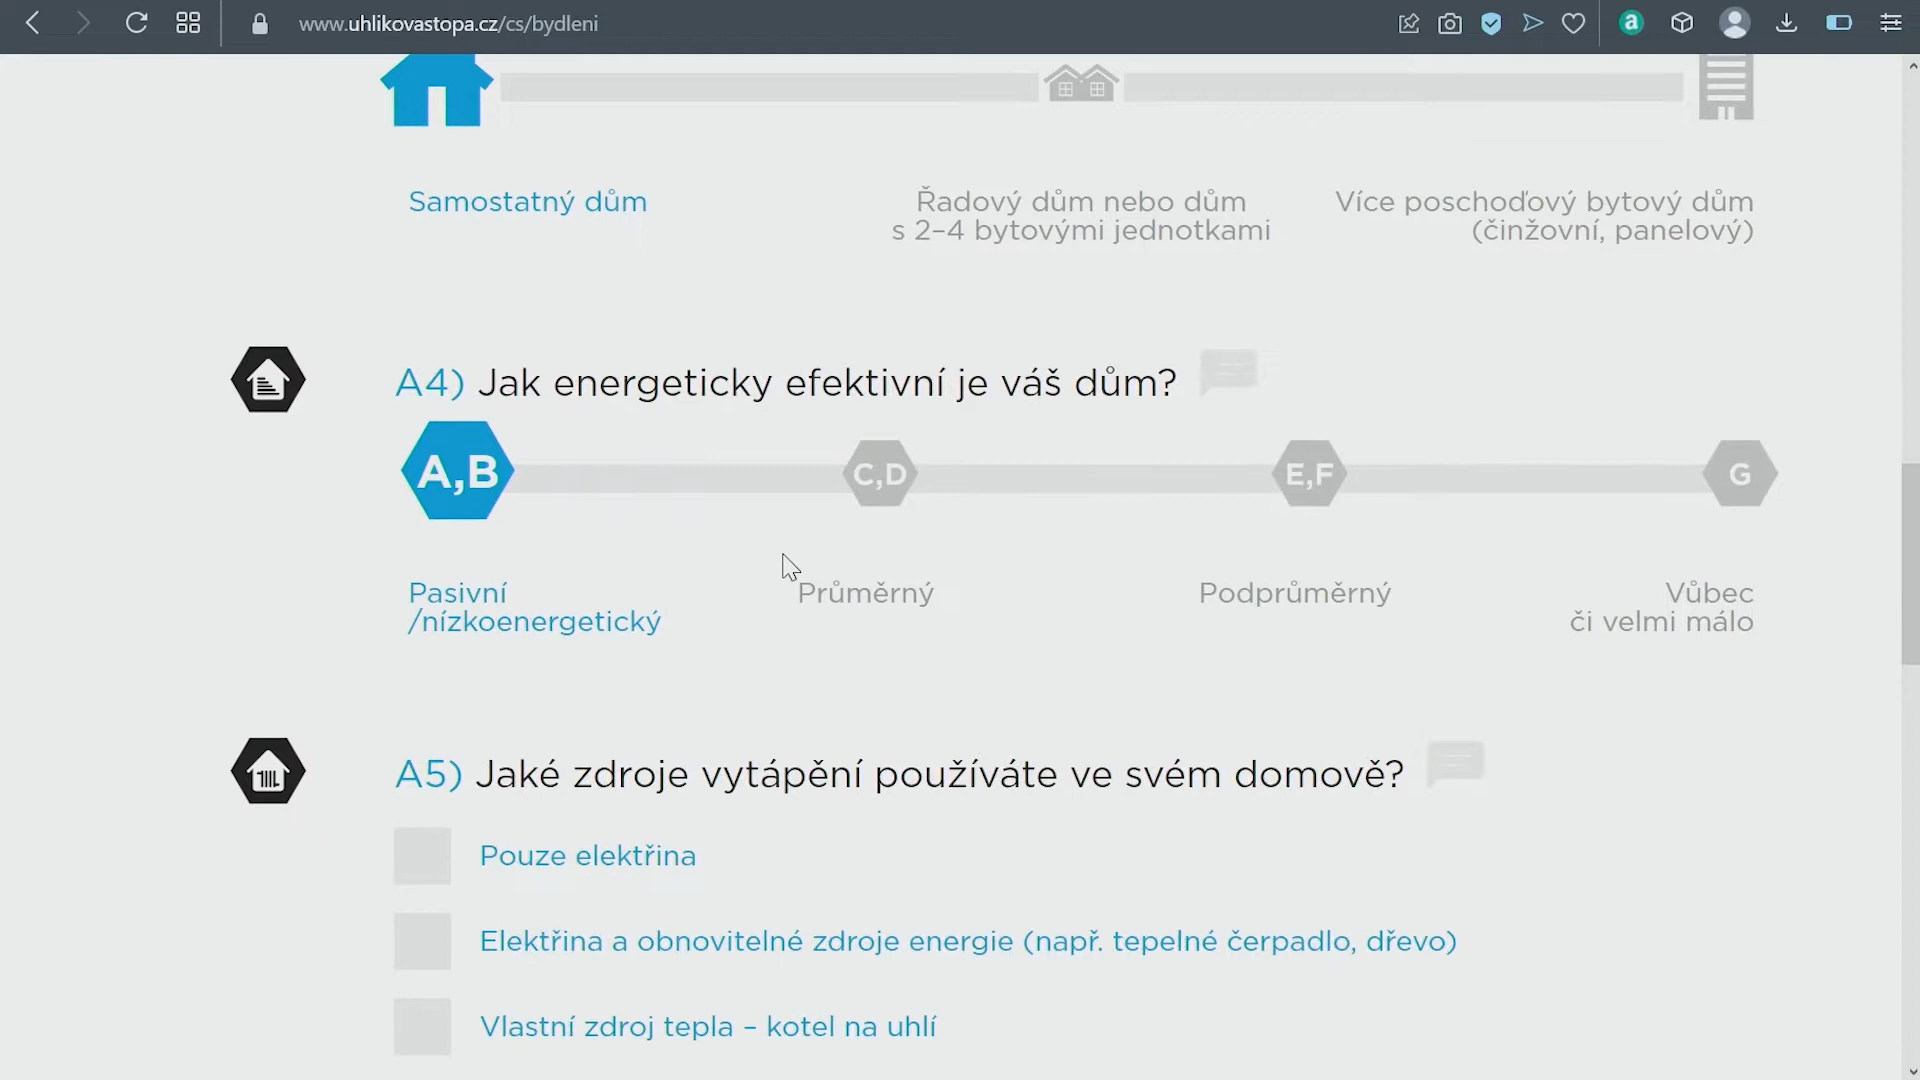 www.uhlikovastopa.cz/cs/bydleni
a
Samostatný dům
Řadový dům nebo dům
s 2–4 bytovými jednotkami
Více poschoďový bytový dům
(činžovní, panelový)
A4) Jak energeticky efektivní je váš dům?
A,B
C,D
E,F
G
Pasivní
/nízkoenergetický
Průměrný
Podprůměrný
Vůbec
či velmi málo
A5) Jaké zdroje vytápění používáte ve svém domově?
Pouze elektřina
Elektřina a obnovitelné zdroje energie (např. tepelné čerpadlo, dřevo)
Vlastní zdroj tepla – kotel na uhlí